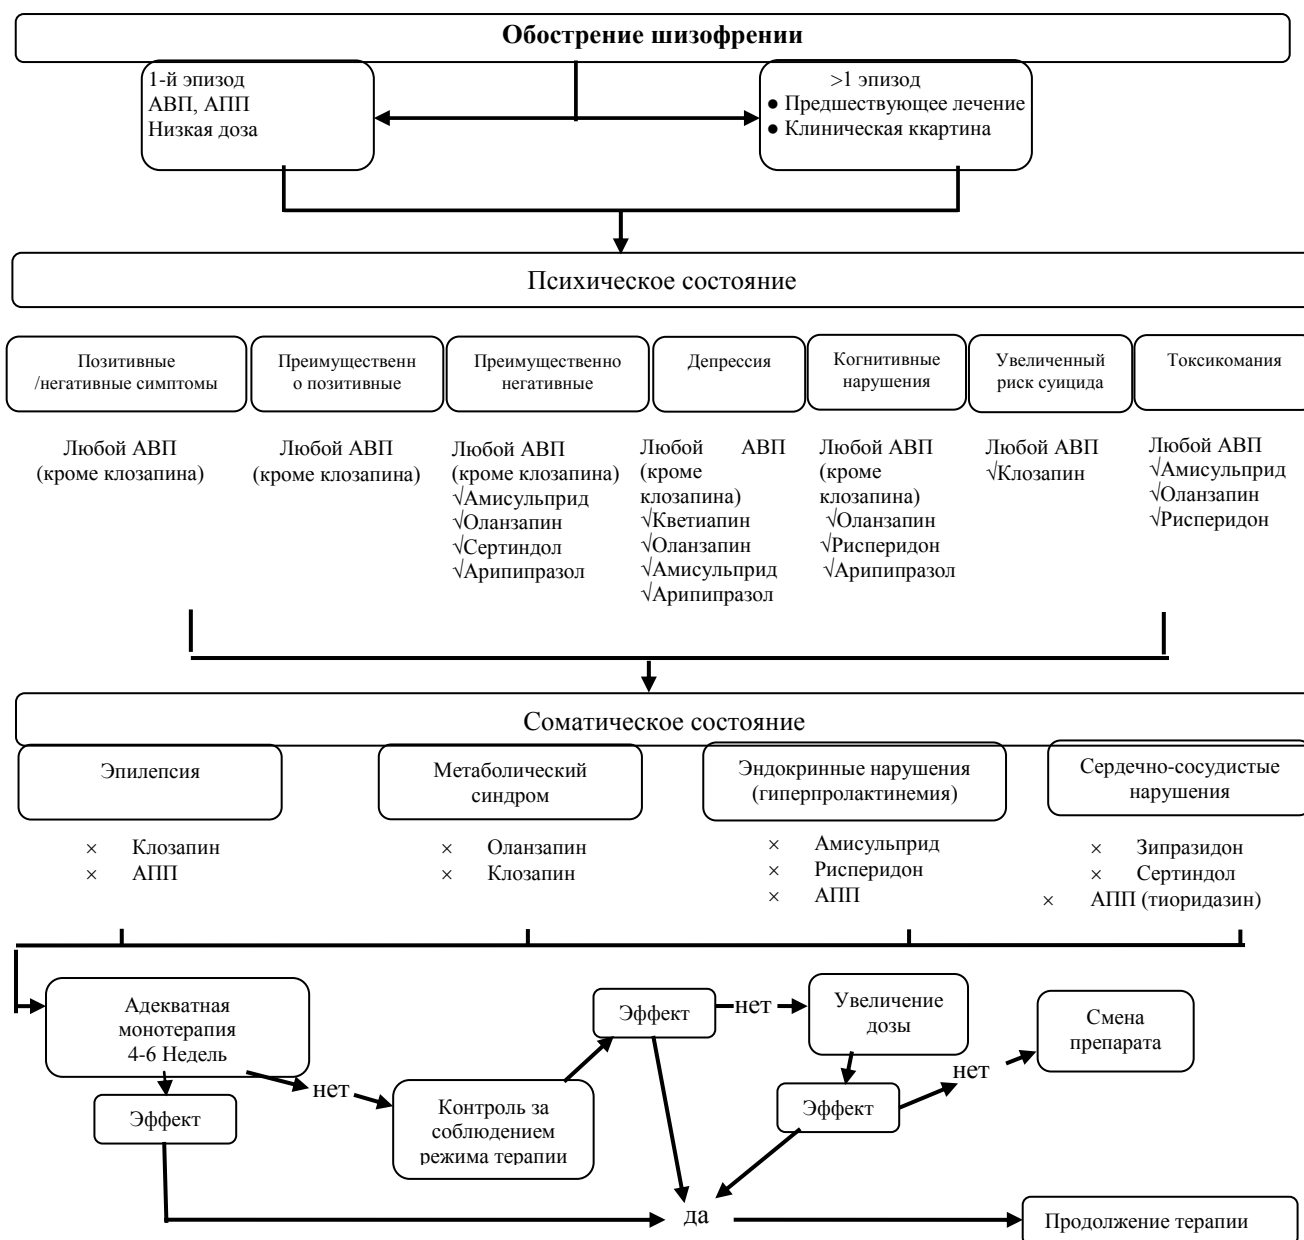 Обострение шизофрении
1-й эпизод
АВП, АПП
Низкая доза
>1 эпизод
● Предшествующее лечение
● Клиническая ккартина
Психическое состояние
Позитивные
/негативные симптомы
Преимущественн
о позитивные
Преимущественно
негативные
Депрессия
Когнитивные
нарушения
Увеличенный
риск суицида
Токсикомания
Любой АВП
(кроме клозапина)
Любой АВП
(кроме клозапина)
Любой АВП
(кроме клозапина)
√Амисульприд
√Оланзапин
√Сертиндол
√Арипипразол
Любой АВП
(кроме
клозапина)
√Кветиапин
√Оланзапин
√Амисульприд
√Арипипразол
Любой АВП
(кроме
клозапина)
√Оланзапин
√Рисперидон
√Арипипразол
Любой АВП
√Клозапин
Любой АВП
√Амисульприд
√Оланзапин
√Рисперидон
Соматическое состояние
Эпилепсия
Метаболический
синдром
Эндокринные нарушения
(гиперпролактинемия)
Сердечно-сосудистые
нарушения
× Клозапин
× АПП
× Оланзапин
× Клозапин
× Амисульприд
× Рисперидон
× АПП
× Зипразидон
× Сертиндол
× АПП (тиоридазин)
Адекватная
монотерапия
4-6 Недель
Эффект
нет
Контроль за
соблюдением
режима терапии
Эффект
нет
Увеличение
дозы
Эффект
нет
Смена
препарата
да
Продолжение терапии